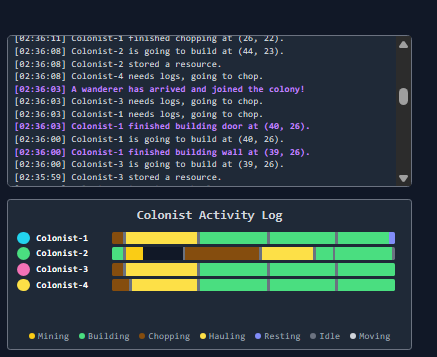 [02:36:11] Colonist-1 finished chopping at (26, 22).
[02:36:08] Colonist-2 is going to build at (44, 23).
[02:36:08] Colonist-2 stored a resource.
[02:36:08] Colonist-4 needs logs, going to chop.
[02:36:03] A wanderer has arrived and joined the colony!
[02:36:03] Colonist-3 needs logs, going to chop.
[02:36:03] Colonist-1 needs logs, going to chop.
[02:36:03] Colonist-1 finished building door at (40, 26).
[02:36:00] Colonist-1 is going to build at (40, 26).
[02:36:00] Colonist-1 finished building wall at (39, 26).
[02:36:00] Colonist-3 is going to build at (39, 26).
[02:35:59] Colonist-3 stored a resource.
Colonist Activity Log
Colonist-1
Colonist-2
Colonist-3
Colonist-4
Mining Building Chopping Hauling Resting Idle Moving